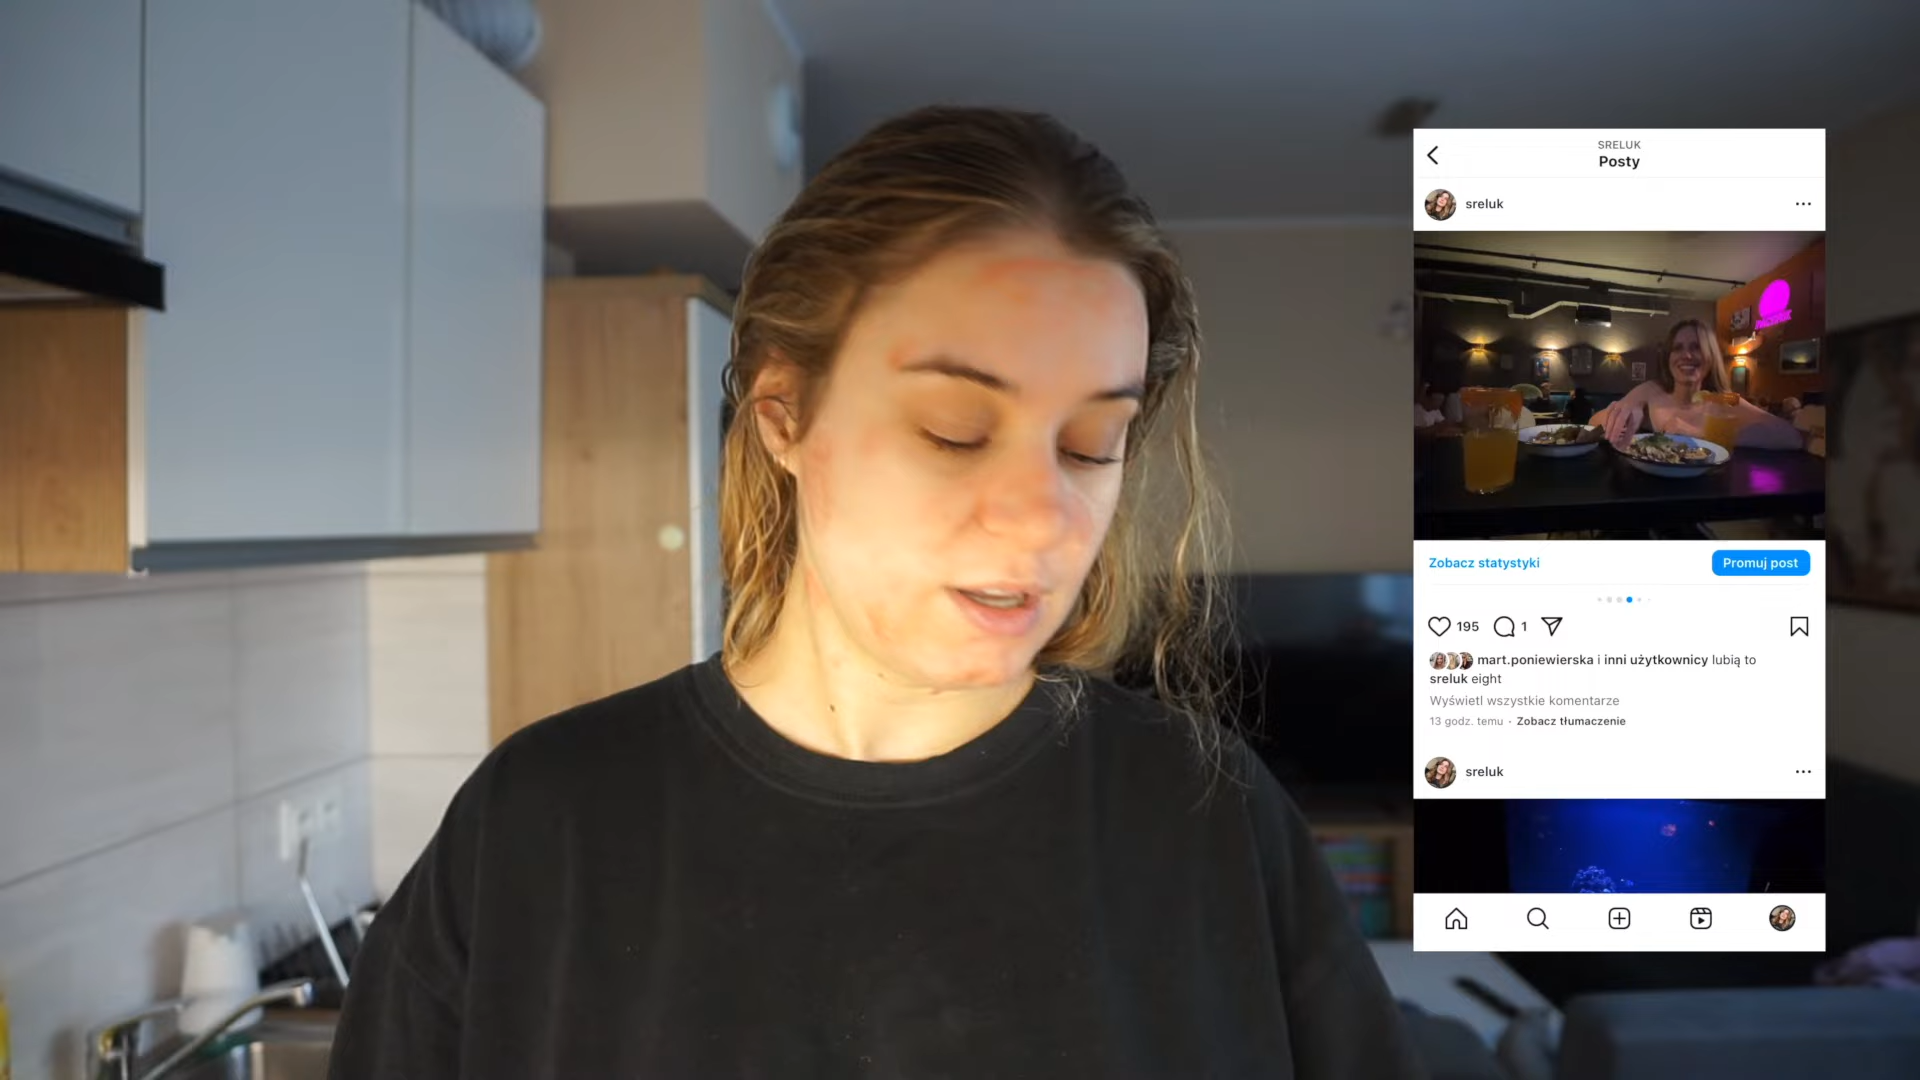 SRELUK
Posty
sreluk
Zobacz statystyki
Promuj post
195
1
mart.poniewierska i inni użytkownicy lubią to
sreluk eight
Wyświetl wszystkie komentarze
13 godz. temu · Zobacz tłumaczenie
sreluk